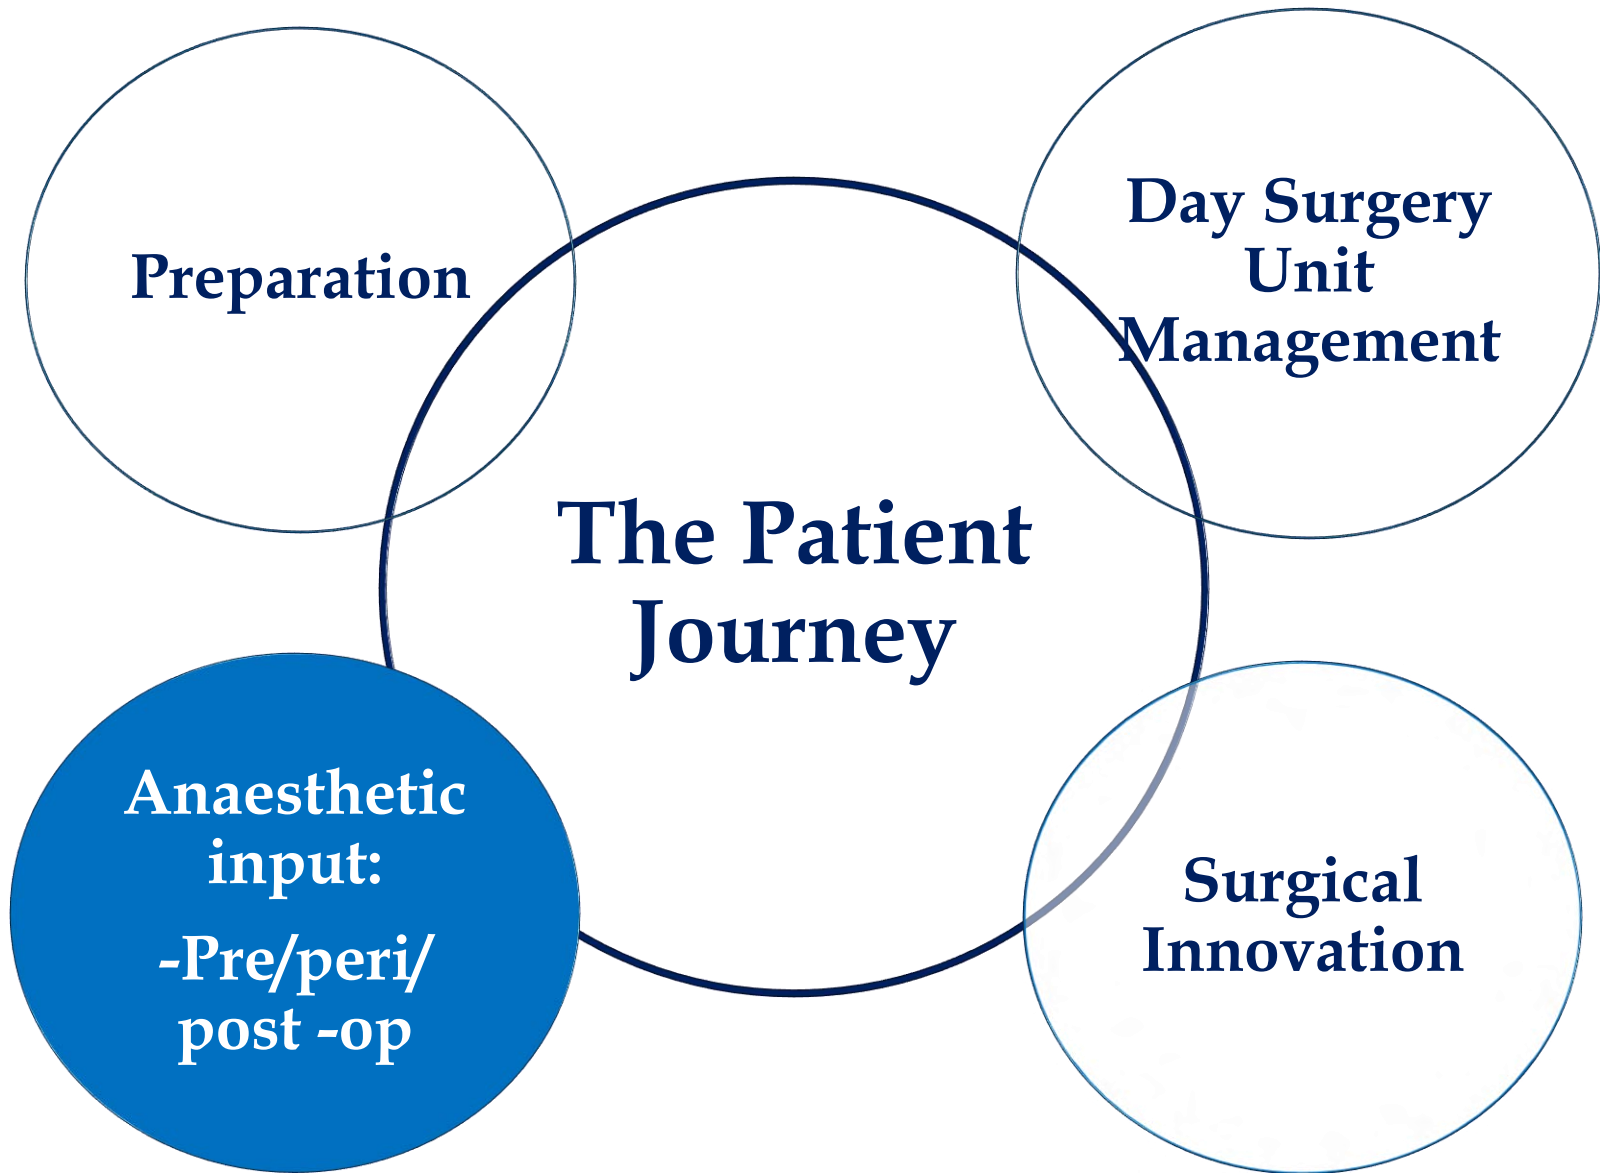 Preparation
Day Surgery
Unit
Management
The Patient
Journey
Anaesthetic
input:
-Pre/peri/
post -op
Surgical
Innovation